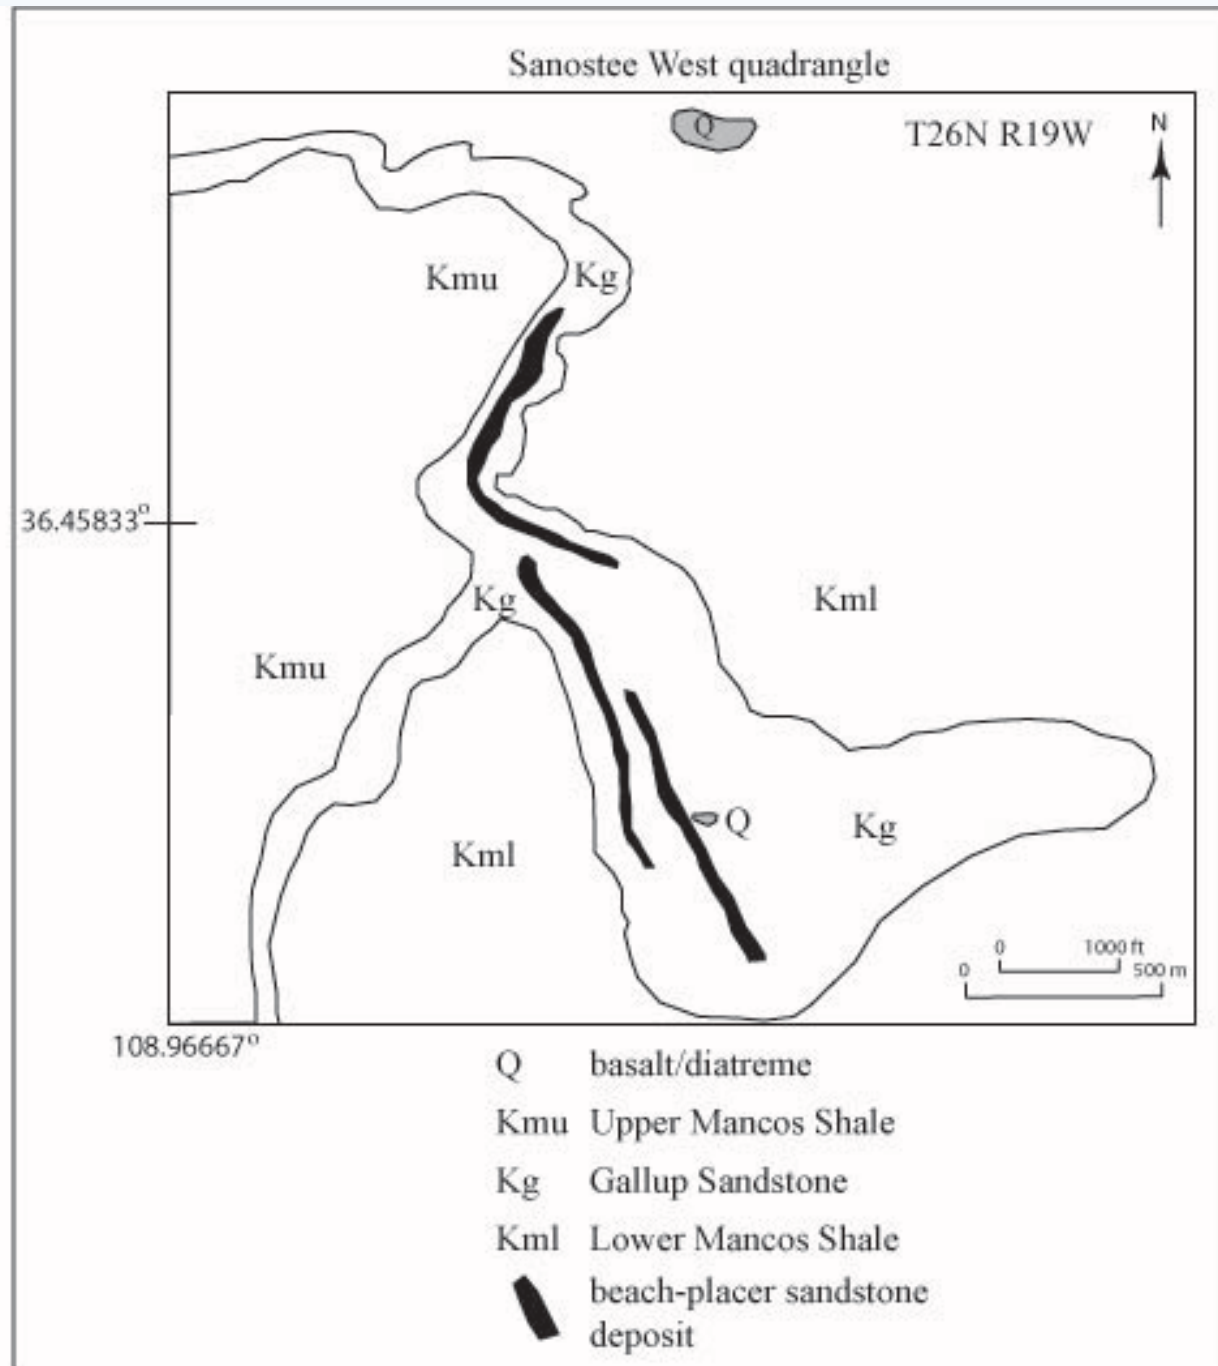 Sanostee West quadrangle
Q
T26N R19W
N
Kmu
Kg
36.45833°
Kg
Kml
Kmu
Q
Kg
Kml
0 1000 ft
0 500 m
108.96667°
Q basalt/diatreme
Kmu Upper Mancos Shale
Kg Gallup Sandstone
Kml Lower Mancos Shale
beach-placer sandstone
deposit